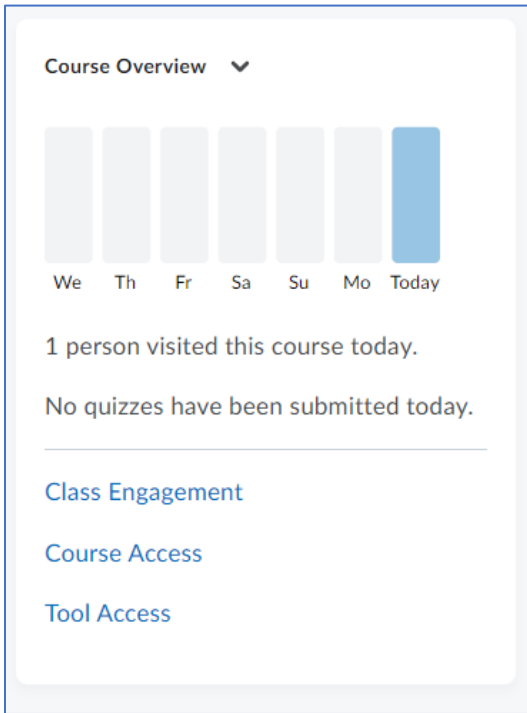 Course Overview
We Th Fr Sa Su Mo Today
1 person visited this course today.
No quizzes have been submitted today.
Class Engagement
Course Access
Tool Access